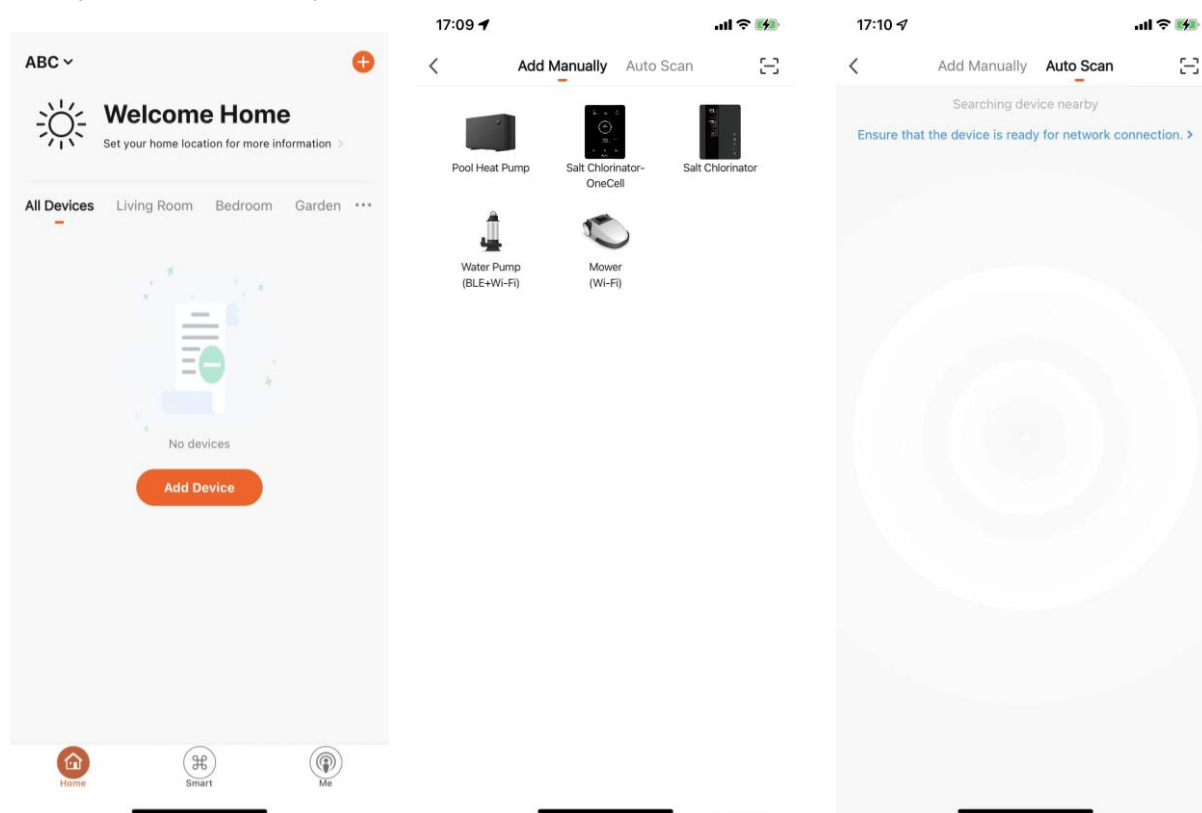 ABC
Welcome Home
Set your home location for more information
All Devices Living Room Bedroom Garden
No devices
Add Device
Home Smart Me
17:09
Add Manually Auto Scan
Pool Heat Pump
Salt Chlorinator-
OneCell
Salt Chlorinator
Water Pump
(BLE+Wi-Fi)
Mower
(Wi-Fi)
17:10
Add Manually Auto Scan
Searching device nearby
Ensure that the device is ready for network connection. >